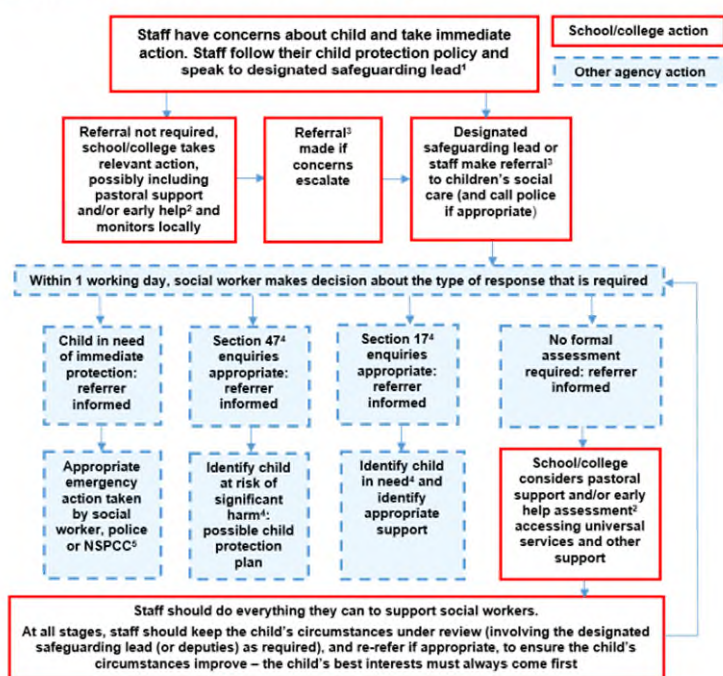 Staff have concerns about child and take immediate
action. Staff follow their child protection policy and
speak to designated safeguarding lead¹
School/college action
Other agency action
Referral not required,
school/college takes
relevant action,
possibly including
pastoral support
and/or early help² and
monitors locally
Referral³
made if
concerns
escalate
Designated
safeguarding lead or
staff make referral³
to children's social
care (and call police
if appropriate)
Within 1 working day, social worker makes decision about the type of response that is required
Child in need
of immediate
protection:
referrer
informed
Section 47⁴
enquiries
appropriate:
referrer
informed
Section 17⁴
enquiries
appropriate:
referrer
informed
No formal
assessment
required: referrer
informed
Appropriate
emergency
action taken
by social
worker, police
or NSPCC⁵
Identify child
at risk of
significant
harm⁴:
possible child
protection
plan
Identify child
in need⁴ and
identify
appropriate
support
School/college
considers pastoral
support and/or early
help assessment²
accessing universal
services and other
support
Staff should do everything they can to support social workers.
At all stages, staff should keep the child's circumstances under review (involving the designated
safeguarding lead (or deputies) as required), and re-refer if appropriate, to ensure the child's
circumstances improve – the child's best interests must always come first